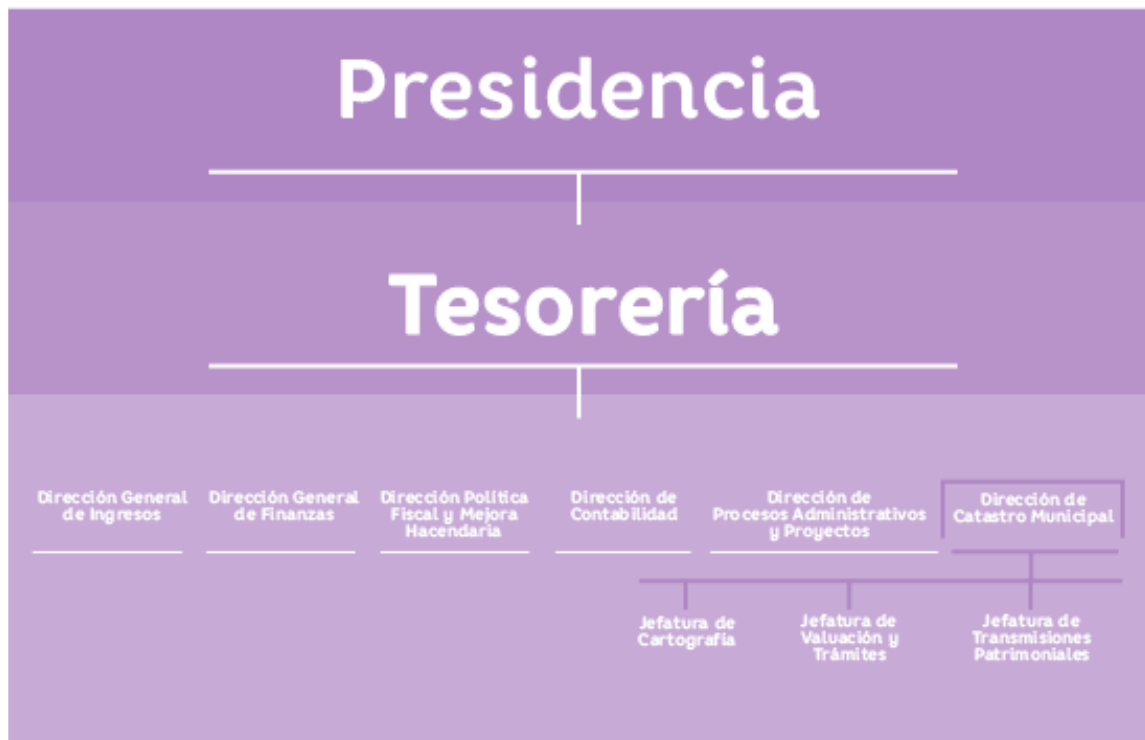 Presidencia
Tesorería
Dirección General
de Ingresos
Dirección General
de Finanzas
Dirección Política
Fiscal y Mejora
Hacendaria
Dirección de
Contabilidad
Dirección de
Procesos Administrativos
y Proyectos
Dirección de
Catastro Municipal
Jefatura de
Cartografía
Jefatura de
Valuación y
Trámites
Jefatura de
Transmisiones
Patrimoniales